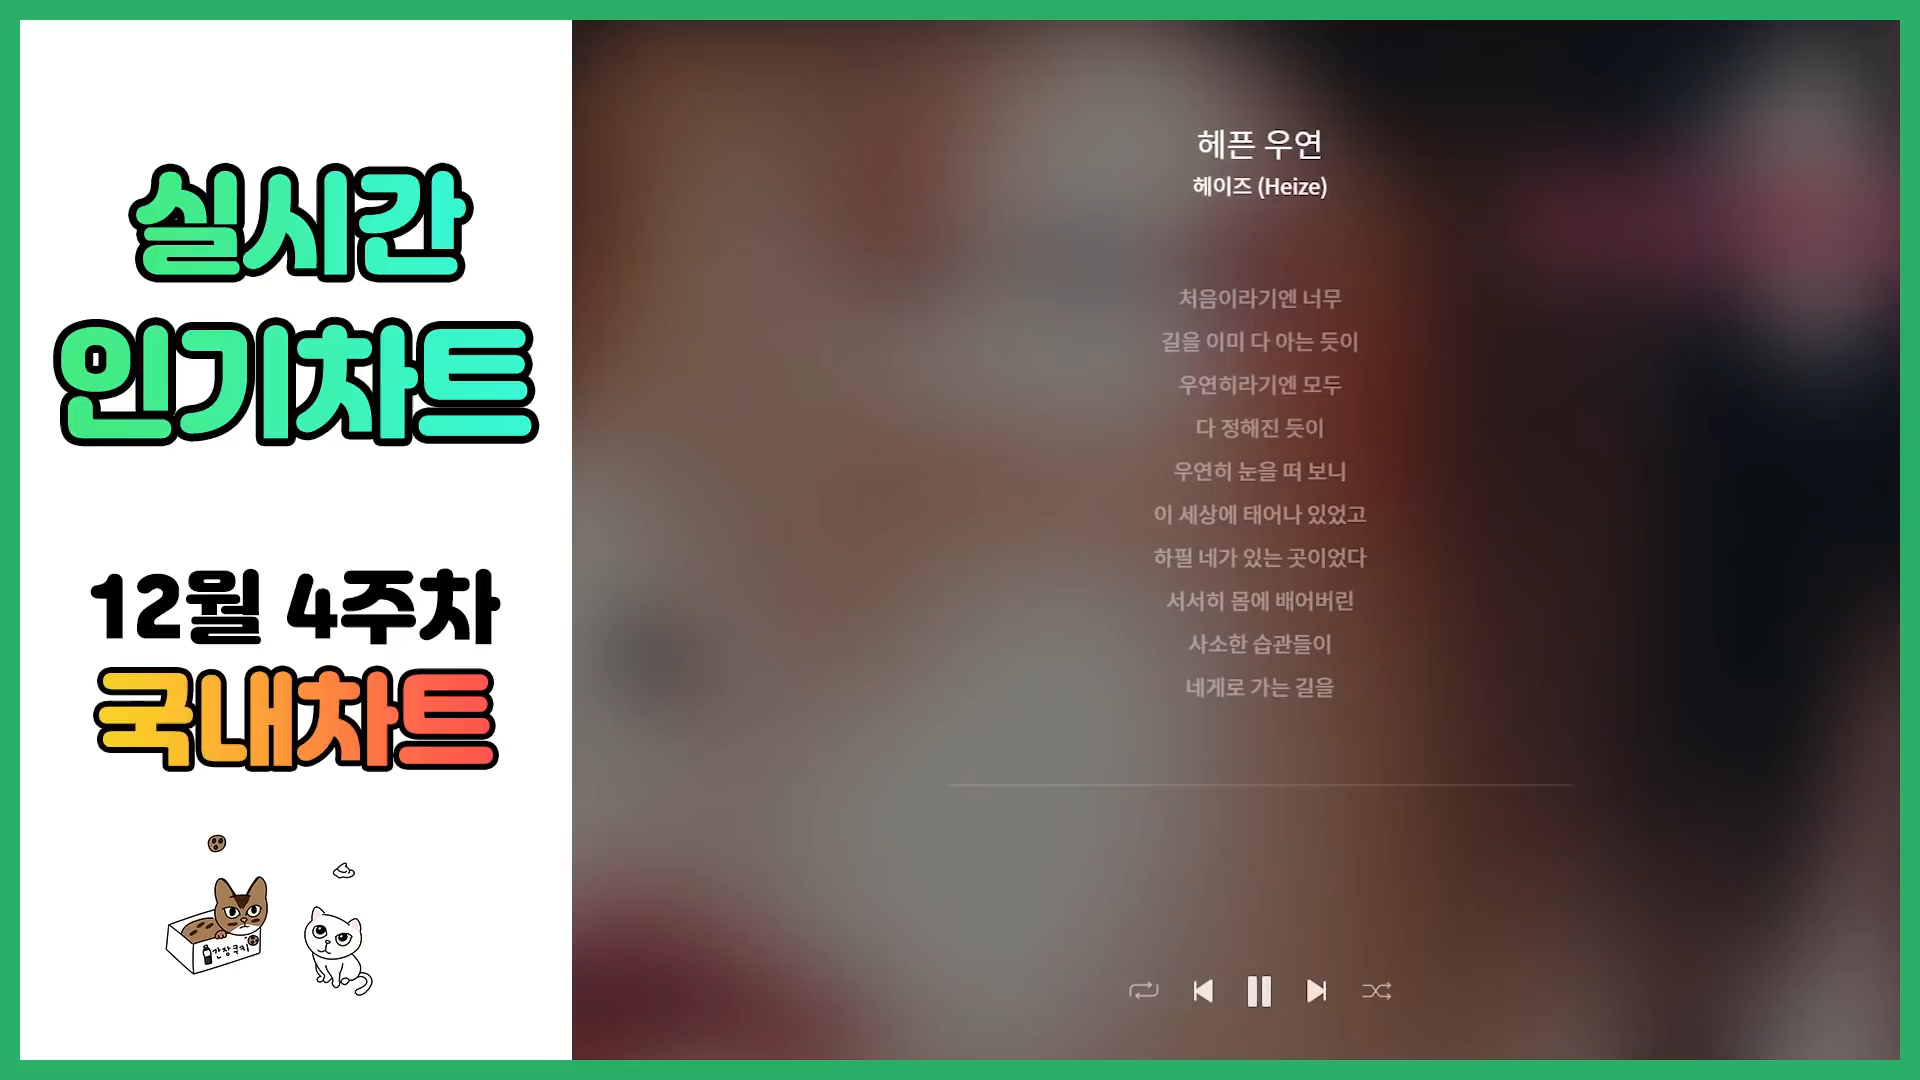 실시간
인기차트
12월 4주차
국내차트
간장쿠키
헤픈 우연
헤이즈 (Heize)
처음이라기엔 너무
길을 이미 다 아는 듯이
우연히라기엔 모두
다 정해진 듯이
우연히 눈을 떠 보니
이 세상에 태어나 있었고
하필 네가 있는 곳이었다
서서히 몸에 배어버린
사소한 습관들이
네게로 가는 길을